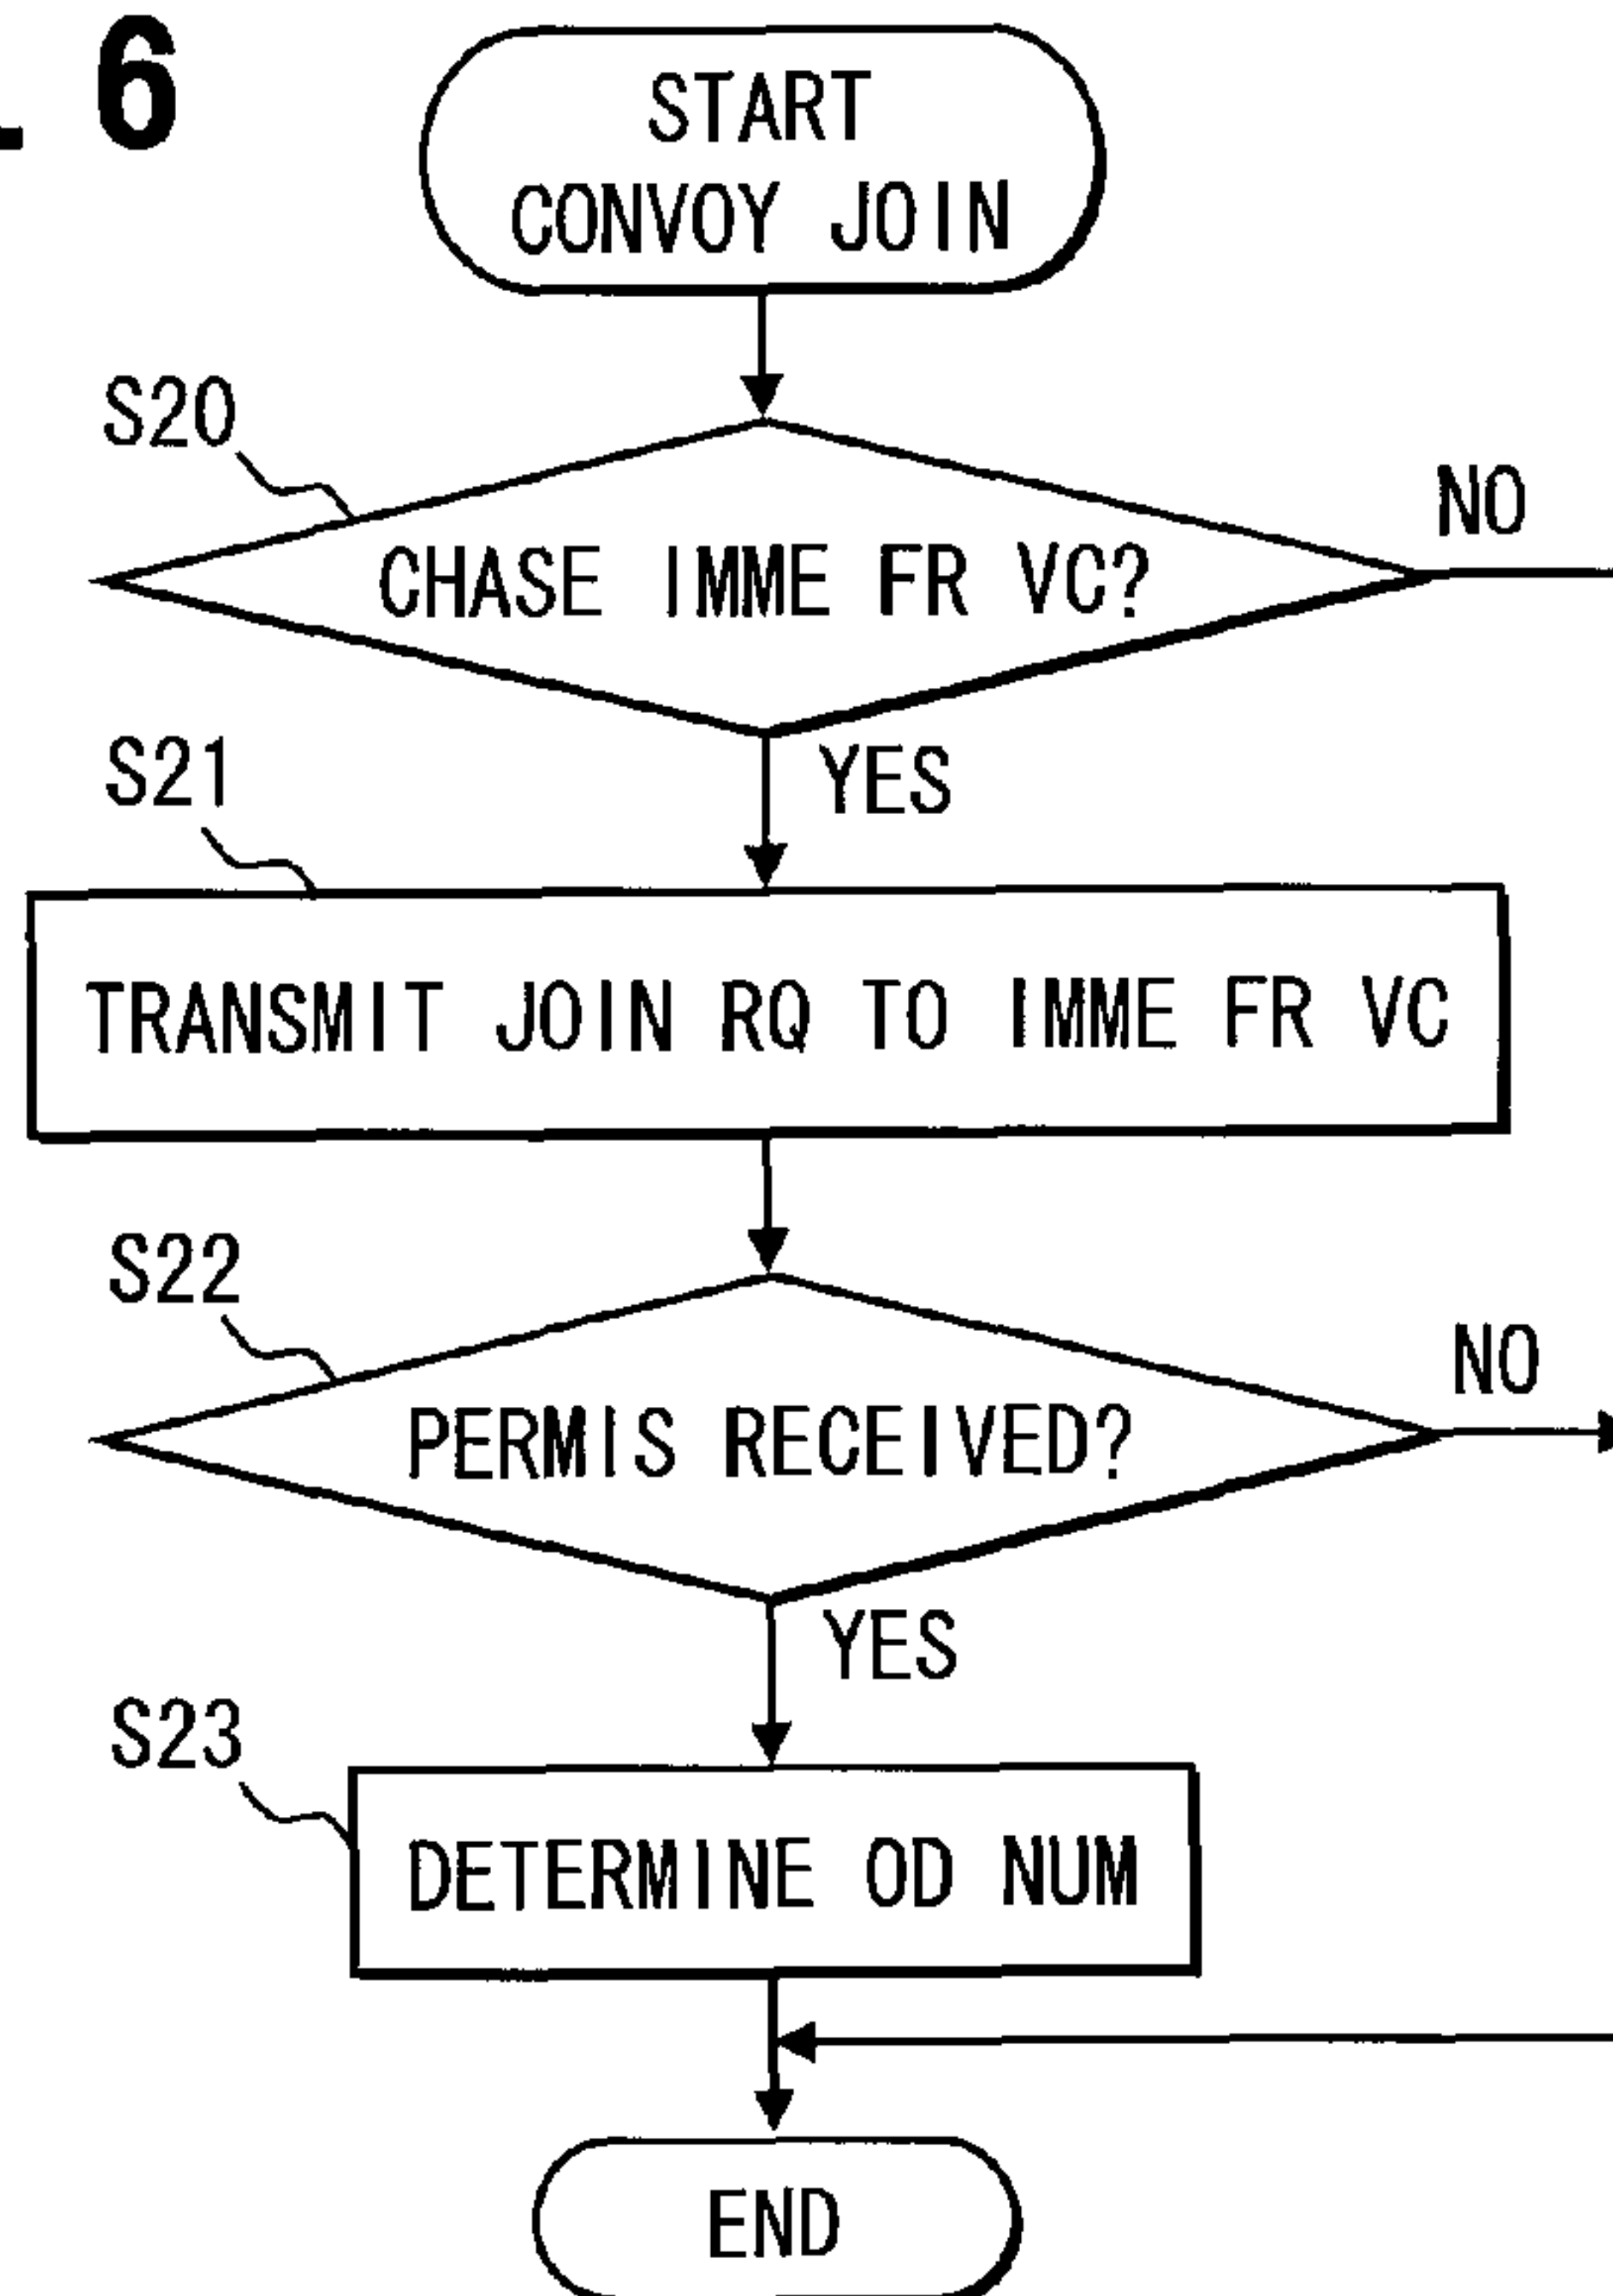 . 6
START
CONVOY JOIN
S20
NO
CHASE IMME FR VC?
S21
YES
TRANSMIT JOIN RQ TO IMME FR VC
S22
NO
PERMIS RECEIVED?
YES
S23
DETERMINE OD NUM
END